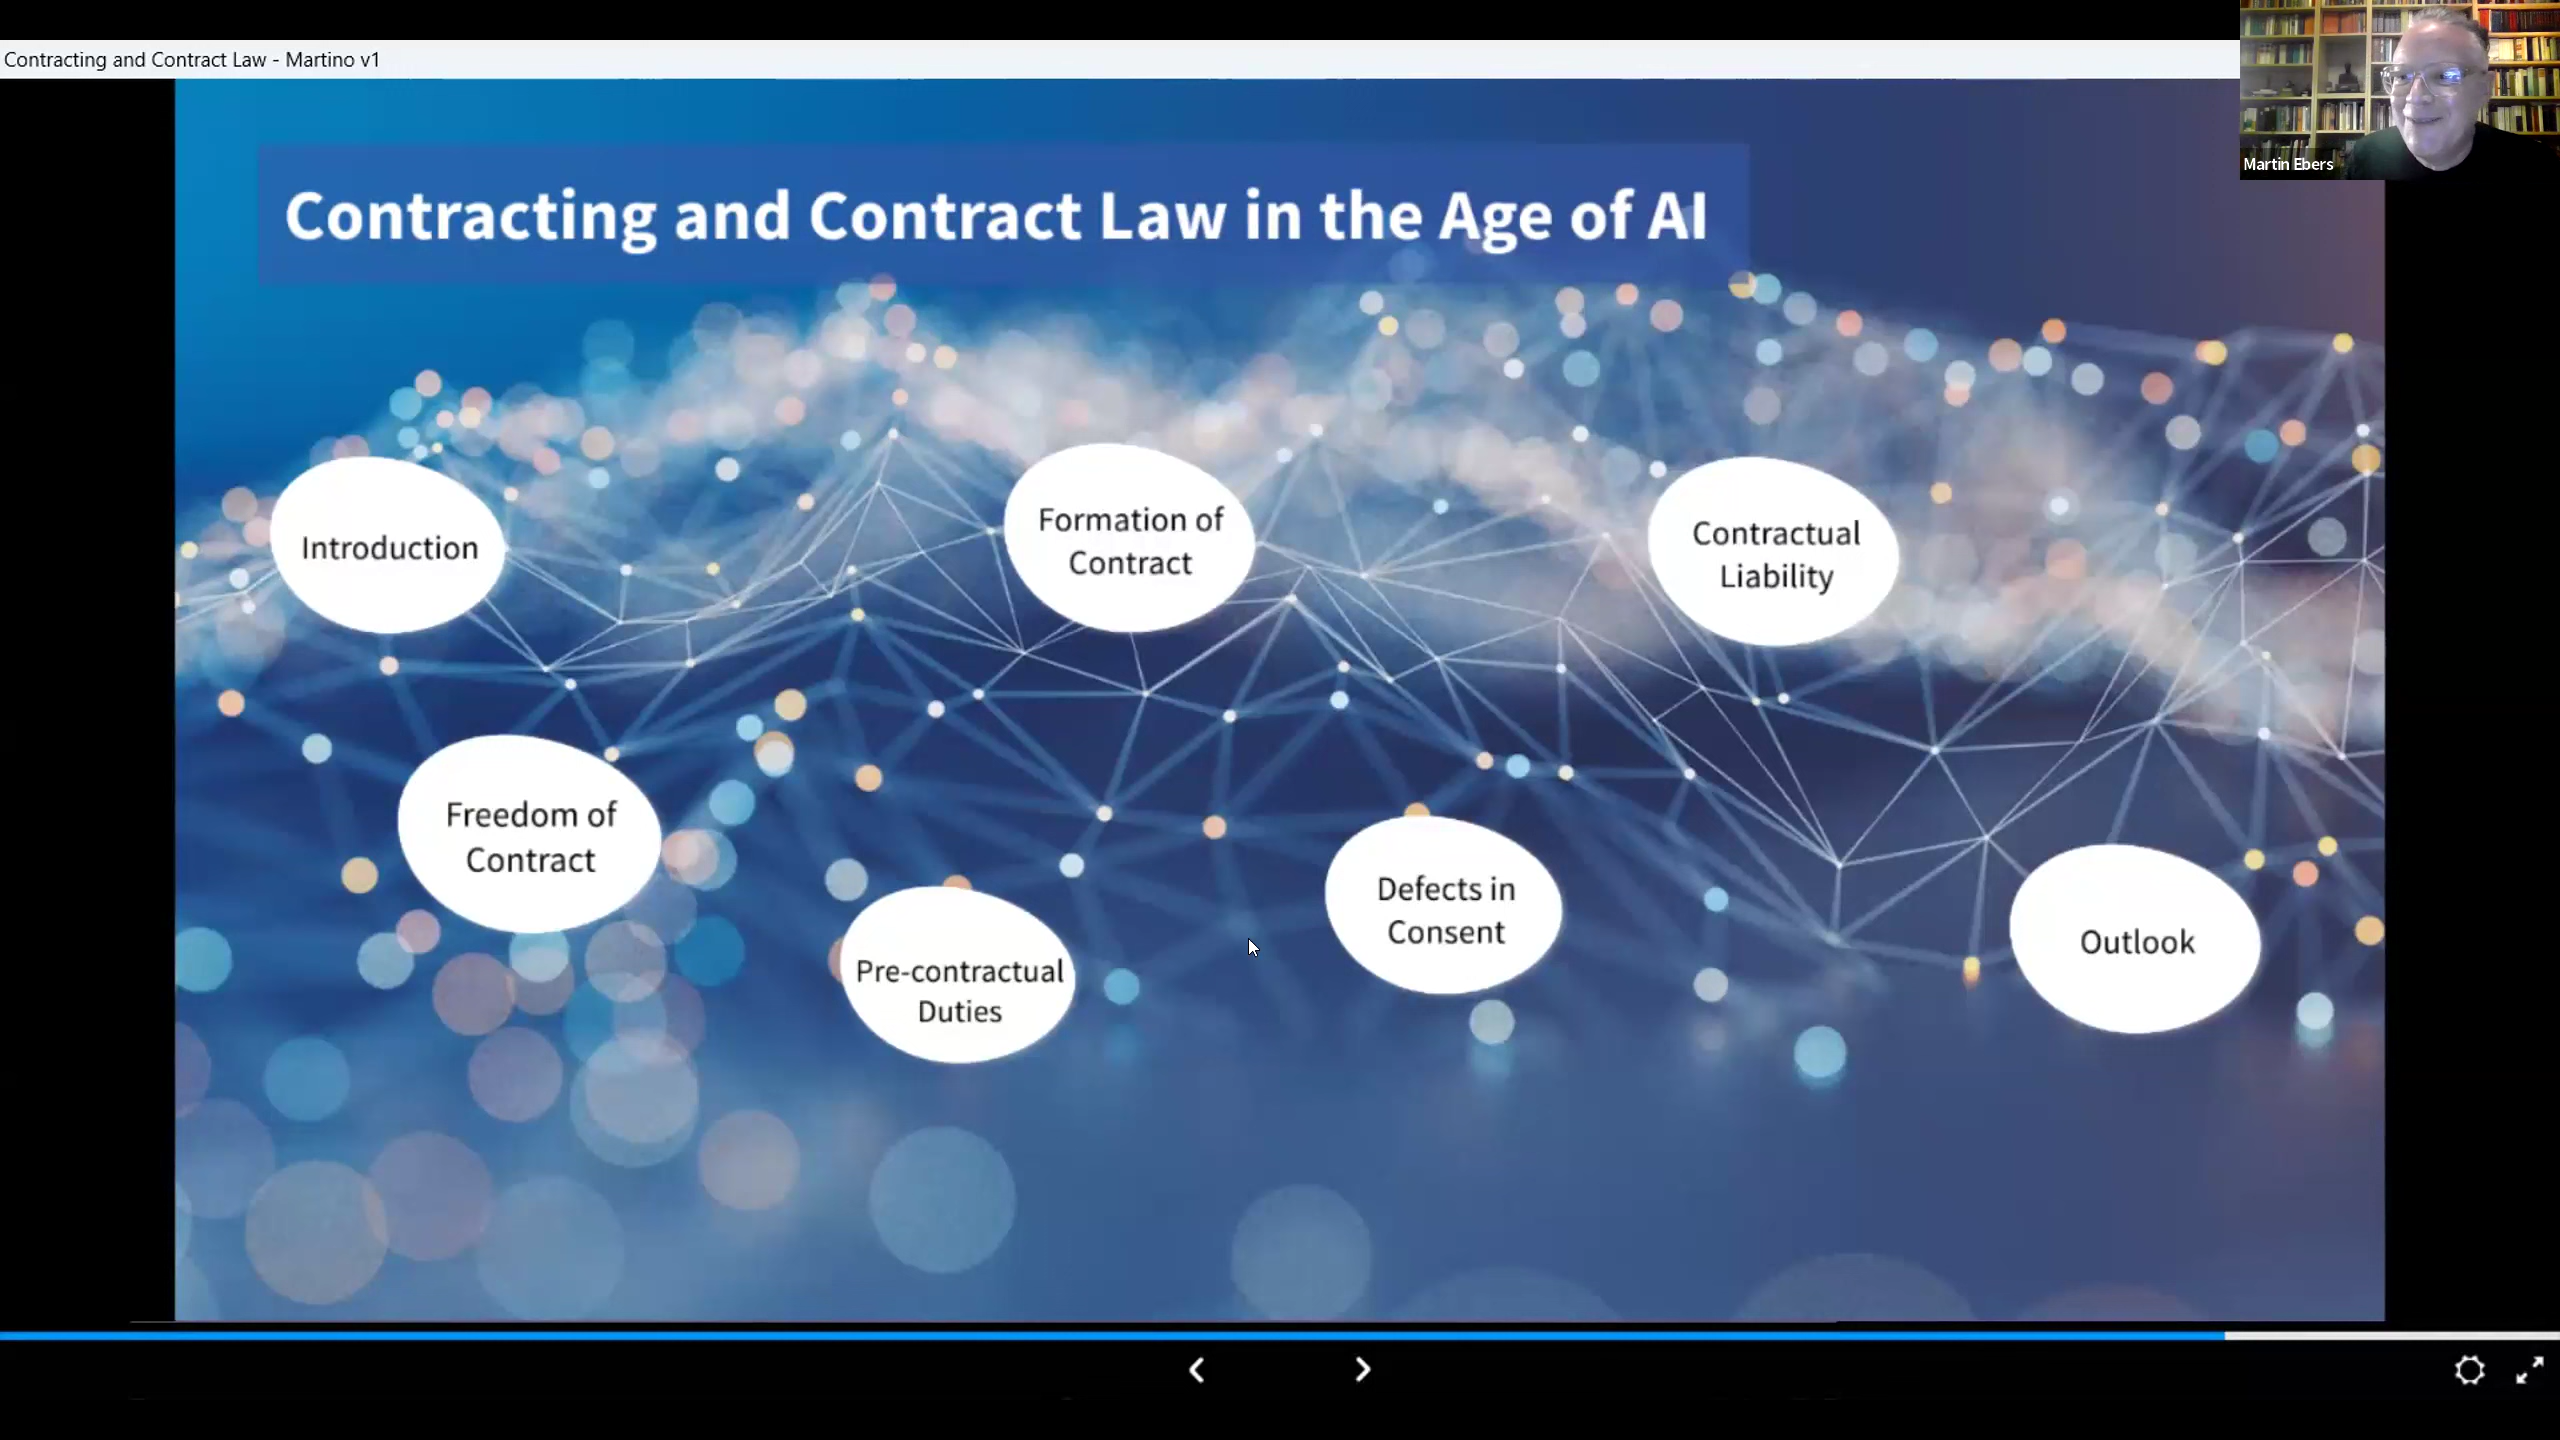 Contracting and Contract Law - Martino v1
Martin Ebers
Contracting and Contract Law in the Age of AI
Introduction
Freedom of
Contract
Pre-contractual
Duties
Formation of
Contract
Defects in
Consent
Contractual
Liability
Outlook